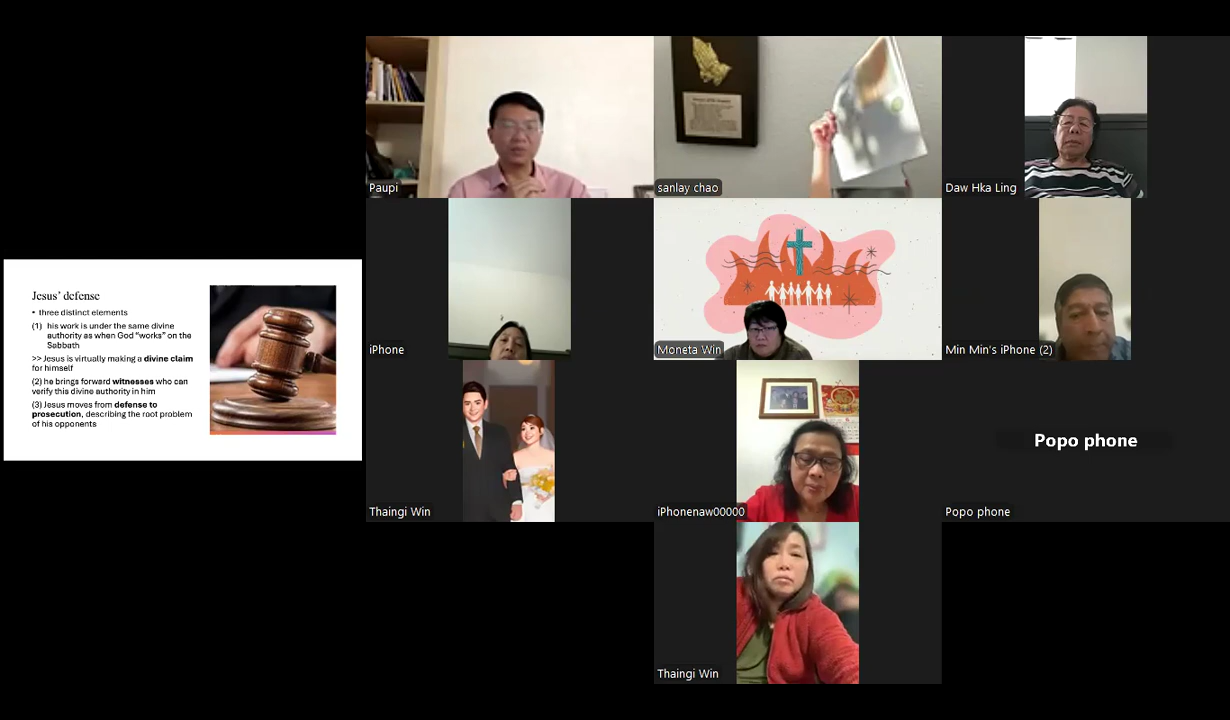 Jesus' defense
• three distinct elements
(1) his work is under the same divine
authority as when God "works" on the
Sabbath
>> Jesus is virtually making a divine claim
for himself
(2) he brings forward witnesses who can
verify this divine authority in him
(3) Jesus moves from defense to
prosecution, describing the root problem
of his opponents
Paupi
sanlay chao
Daw Hka Ling
iPhone
Moneta Win
Min Min's iPhone (2)
Thaingi Win
iPhonenaw00000
Popo phone
Popo phone
Thaingi Win